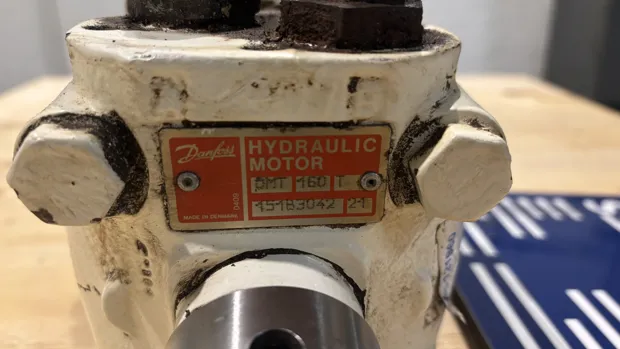 Danfoss
HYDRAULIC
MOTOR
OMT 160 T
151B3042 21
MADE IN DENMARK